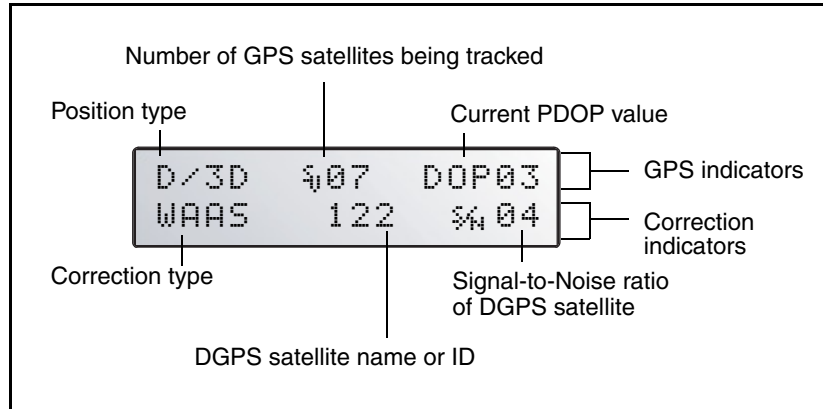 Number of GPS satellites being tracked
Position type
Current PDOP value
D/3D SV07 DOP03
GPS indicators
WAAS 122 S/N 04
Correction
indicators
Correction type
Signal-to-Noise ratio
of DGPS satellite
DGPS satellite name or ID